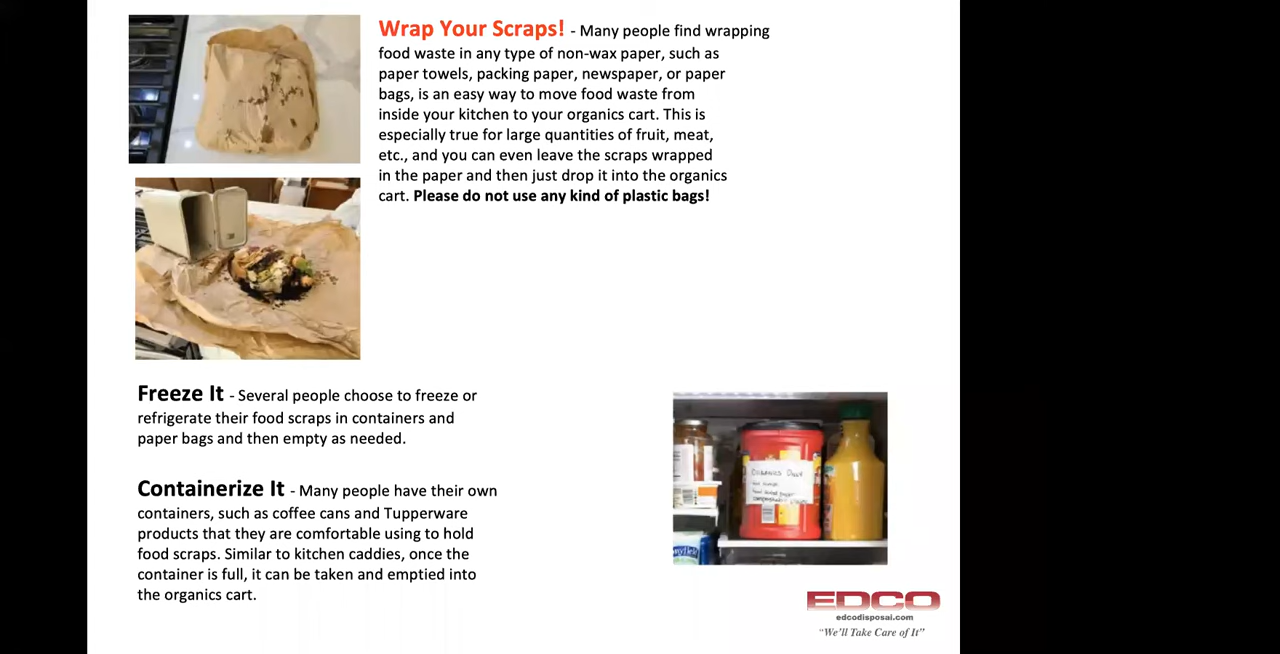 Wrap Your Scraps! - Many people find wrapping
food waste in any type of non-wax paper, such as
paper towels, packing paper, newspaper, or paper
bags, is an easy way to move food waste from
inside your kitchen to your organics cart. This is
especially true for large quantities of fruit, meat,
etc., and you can even leave the scraps wrapped
in the paper and then just drop it into the organics
cart. Please do not use any kind of plastic bags!
Freeze It - Several people choose to freeze or
refrigerate their food scraps in containers and
paper bags and then empty as needed.
Containerize It - Many people have their own
containers, such as coffee cans and Tupperware
products that they are comfortable using to hold
food scraps. Similar to kitchen caddies, once the
container is full, it can be taken and emptied into
the organics cart.
ORGANICS ONLY
EDCO
edcodisposal.com
"We'll Take Care of It"